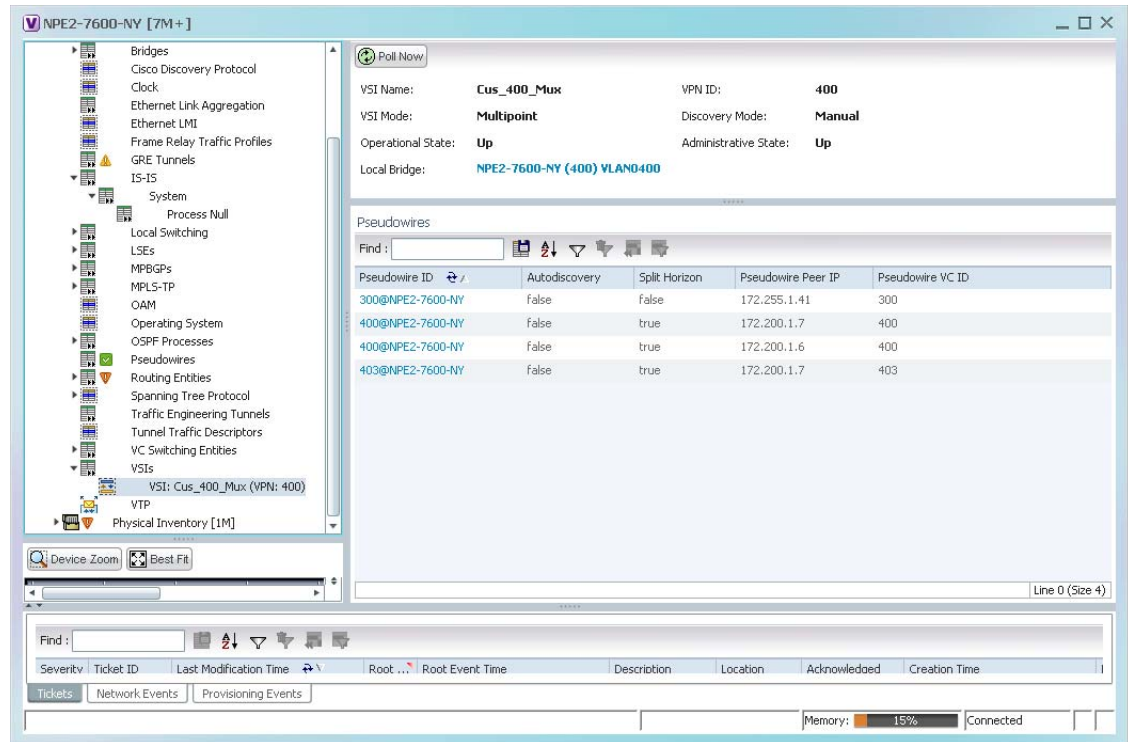 NPE2-7600-NY [7M+]
Bridges
Cisco Discovery Protocol
Clock
Ethernet Link Aggregation
Ethernet LMI
Frame Relay Traffic Profiles
GRE Tunnels
IS-IS
System
Process Null
Local Switching
LSEs
MPBGPs
MPLS-TP
OAM
Operating System
OSPF Processes
Pseudowires
Routing Entities
Spanning Tree Protocol
Traffic Engineering Tunnels
Tunnel Traffic Descriptors
VC Switching Entities
VSIs
VSI: Cus_400_Mux (VPN: 400)
VTP
Physical Inventory [1M]
Device Zoom Best Fit
Poll Now
VSI Name: Cus_400_Mux VPN ID: 400
VSI Mode: Multipoint Discovery Mode: Manual
Operational State: Up Administrative State: Up
Local Bridge: NPE2-7600-NY (400) VLAN0400
Pseudowires
Find :
Pseudowire ID Autodiscovery Split Horizon Pseudowire Peer IP Pseudowire VC ID
300@NPE2-7600-NY false false 172.255.1.41 300
400@NPE2-7600-NY false true 172.200.1.7 400
400@NPE2-7600-NY false true 172.200.1.6 400
403@NPE2-7600-NY false true 172.200.1.7 403
Line 0 (Size 4)
Find :
Severity Ticket ID Last Modification Time Root ... Root Event Time Description Location Acknowledged Creation Time
Tickets Network Events Provisioning Events
Memory: 15% Connected